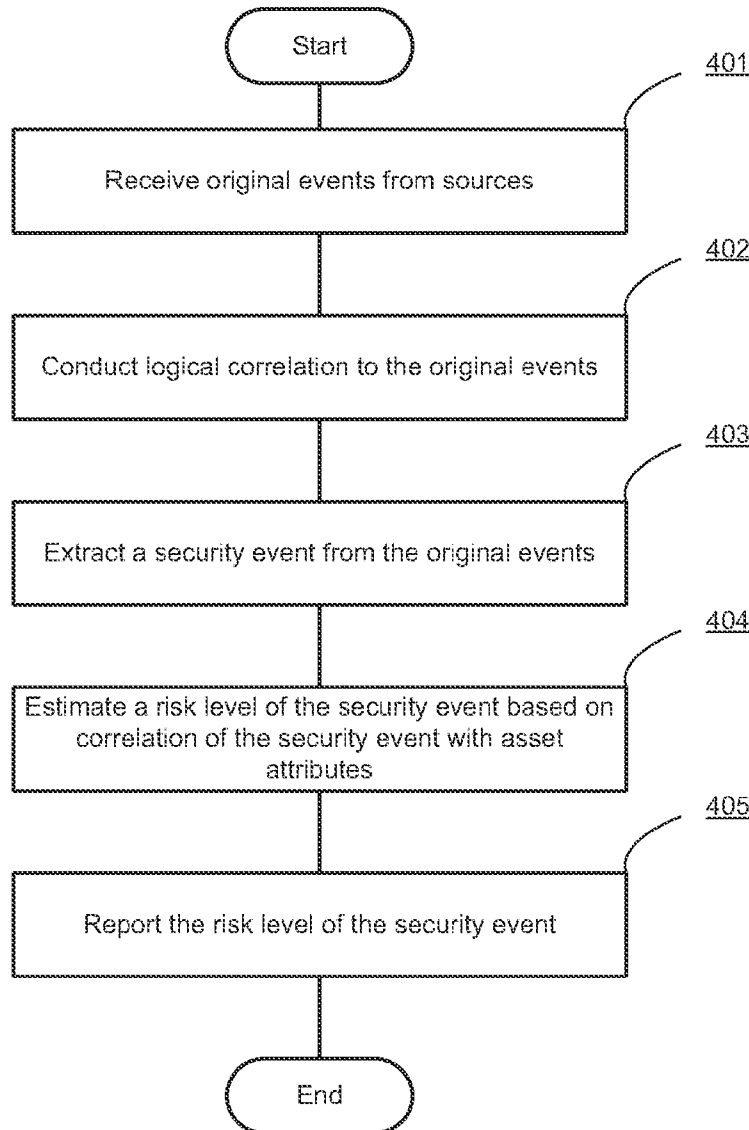 Start
401
Receive original events from sources
402
Conduct logical correlation to the original events
403
Extract a security event from the original events
404
Estimate a risk level of the security event based on
correlation of the security event with asset
attributes
405
Report the risk level of the security event
End